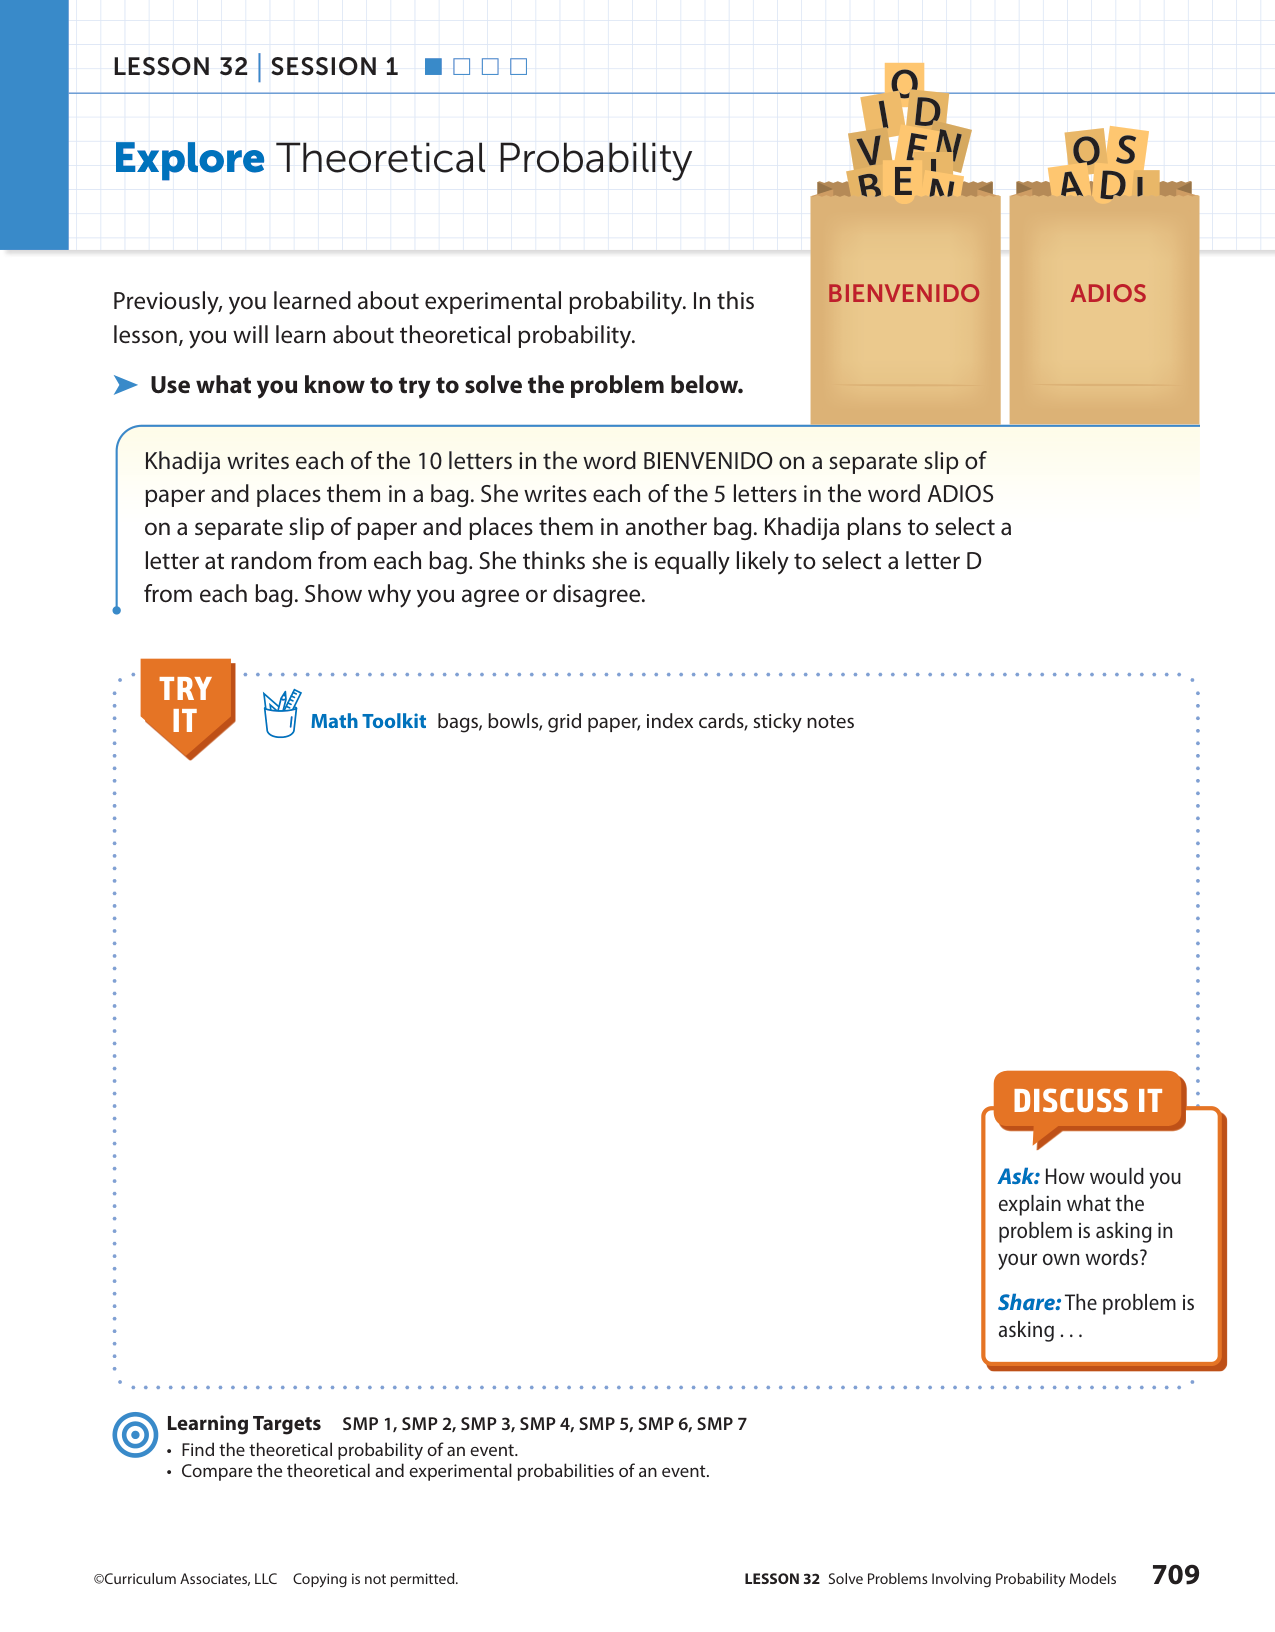 LESSON 32 | SESSION 1
Explore Theoretical Probability
O
I D
V E N
B E I N
O S
A D I
BIENVENIDO
ADIOS
Previously, you learned about experimental probability. In this
lesson, you will learn about theoretical probability.
Use what you know to try to solve the problem below.
Khadija writes each of the 10 letters in the word BIENVENIDO on a separate slip of
paper and places them in a bag. She writes each of the 5 letters in the word ADIOS
on a separate slip of paper and places them in another bag. Khadija plans to select a
letter at random from each bag. She thinks she is equally likely to select a letter D
from each bag. Show why you agree or disagree.
TRY
IT
Math Toolkit bags, bowls, grid paper, index cards, sticky notes
DISCUSS IT
Ask: How would you
explain what the
problem is asking in
your own words?
Share: The problem is
asking . . .
Learning Targets SMP 1, SMP 2, SMP 3, SMP 4, SMP 5, SMP 6, SMP 7
• Find the theoretical probability of an event.
• Compare the theoretical and experimental probabilities of an event.
©Curriculum Associates, LLC Copying is not permitted.
LESSON 32 Solve Problems Involving Probability Models 709